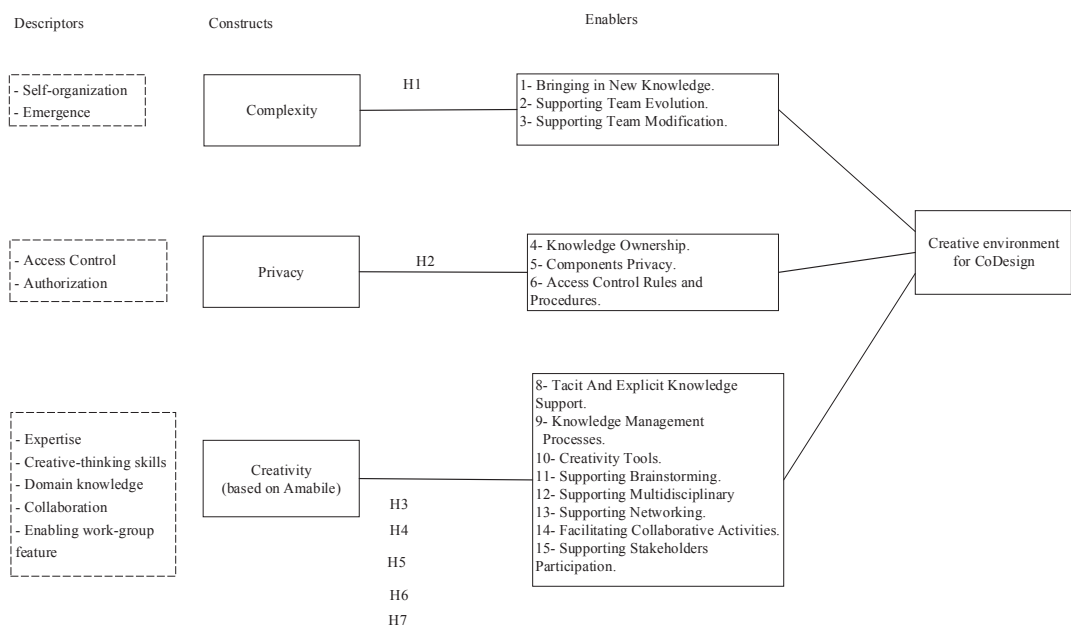 Descriptors
Constructs
Enablers
- Self-organization
- Emergence
Complexity
H1
1- Bringing in New Knowledge.
2- Supporting Team Evolution.
3- Supporting Team Modification.
- Access Control
- Authorization
Privacy
H2
4- Knowledge Ownership.
5- Components Privacy.
6- Access Control Rules and
Procedures.
Creative environment
for CoDesign
- Expertise
- Creative-thinking skills
- Domain knowledge
- Collaboration
- Enabling work-group
feature
Creativity
(based on Amabile)
H3
H4
H5
H6
H7
8- Tacit And Explicit Knowledge
Support.
9- Knowledge Management
Processes.
10- Creativity Tools.
11- Supporting Brainstorming.
12- Supporting Multidisciplinary
13- Supporting Networking.
14- Facilitating Collaborative Activities.
15- Supporting Stakeholders
Participation.